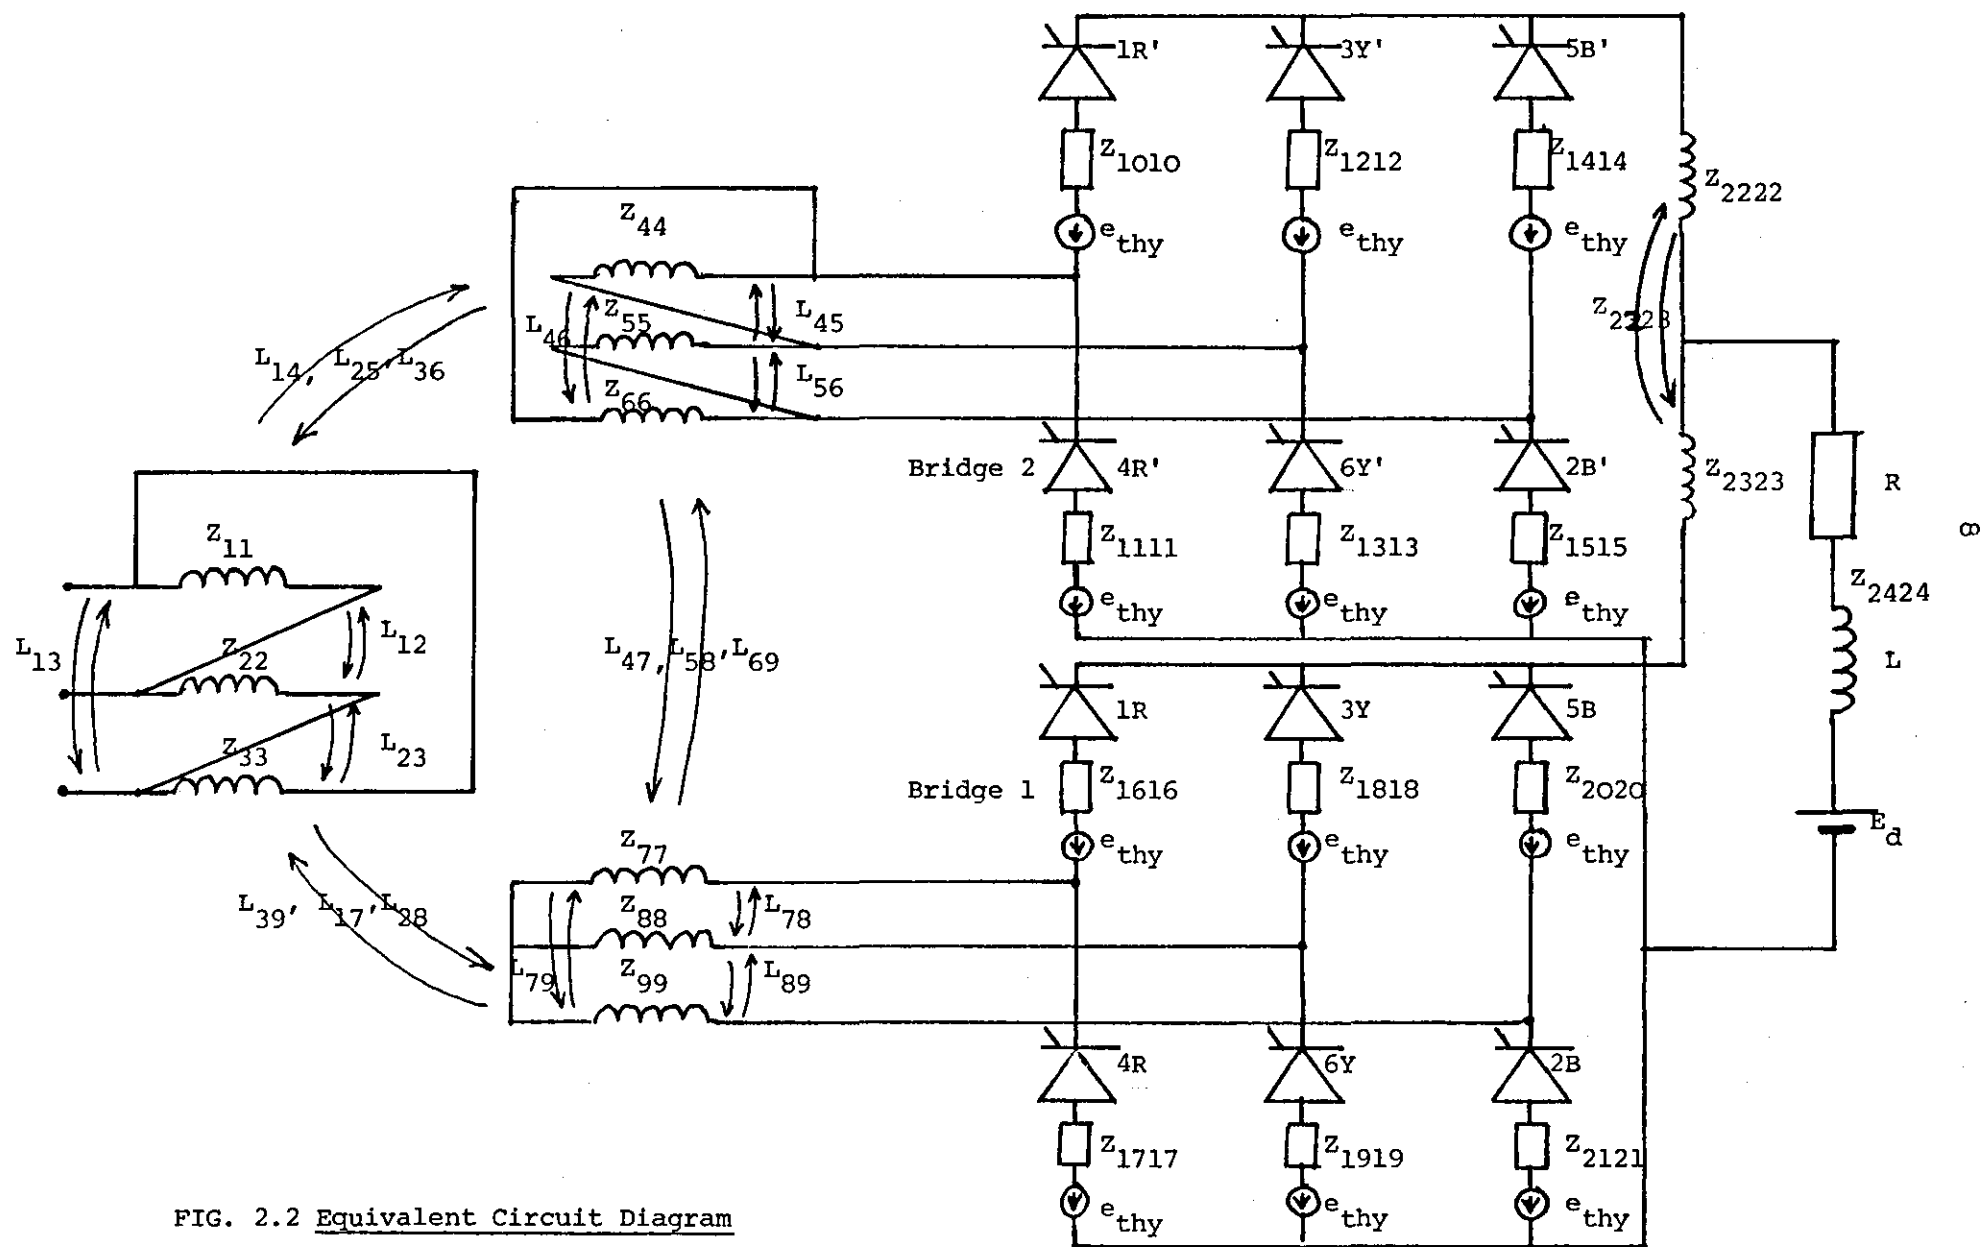 1R'
3Y'
5B'
Z1010
Z1212
Z1414
Z2222
Z44
ethy
ethy
ethy
L46
Z55
L45
L14, L25, L36
L56
Z66
Bridge 2
4R'
6Y'
2B'
Z2323
R
8
Z11
Z1111
Z1313
Z1515
ethy
ethy
ethy
Z2424
L13
L12
Z22
L47, L58, L69
L
1R
3Y
5B
L23
Z33
Bridge 1
Z1616
Z1818
Z2020
Ed
Z77
ethy
ethy
ethy
L39, L17, L28
Z88
L78
L79
Z99
L89
4R
6Y
2B
Z1717
Z1919
Z2121
ethy
ethy
ethy
FIG. 2.2 Equivalent Circuit Diagram